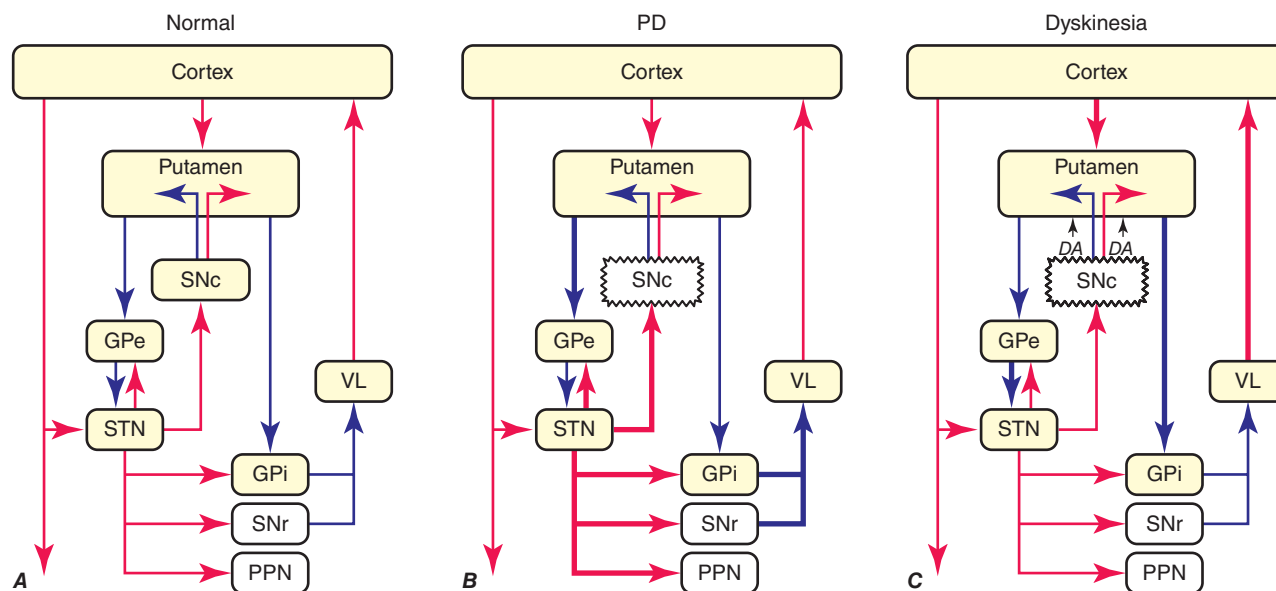 Normal
Cortex
Putamen
SNc
GPe
VL
STN
GPi
SNr
PPN
A
PD
Cortex
Putamen
SNc
GPe
VL
STN
GPi
SNr
PPN
B
Dyskinesia
Cortex
Putamen
DA DA
SNc
GPe
VL
STN
GPi
SNr
PPN
C